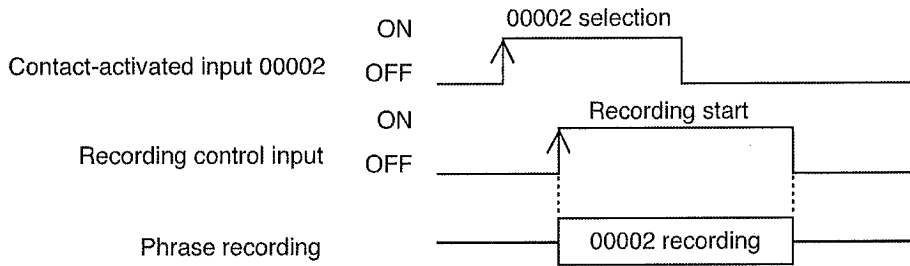 00002 selection
ON
Contact-activated input 00002
OFF
Recording start
ON
Recording control input
OFF
Phrase recording
00002 recording